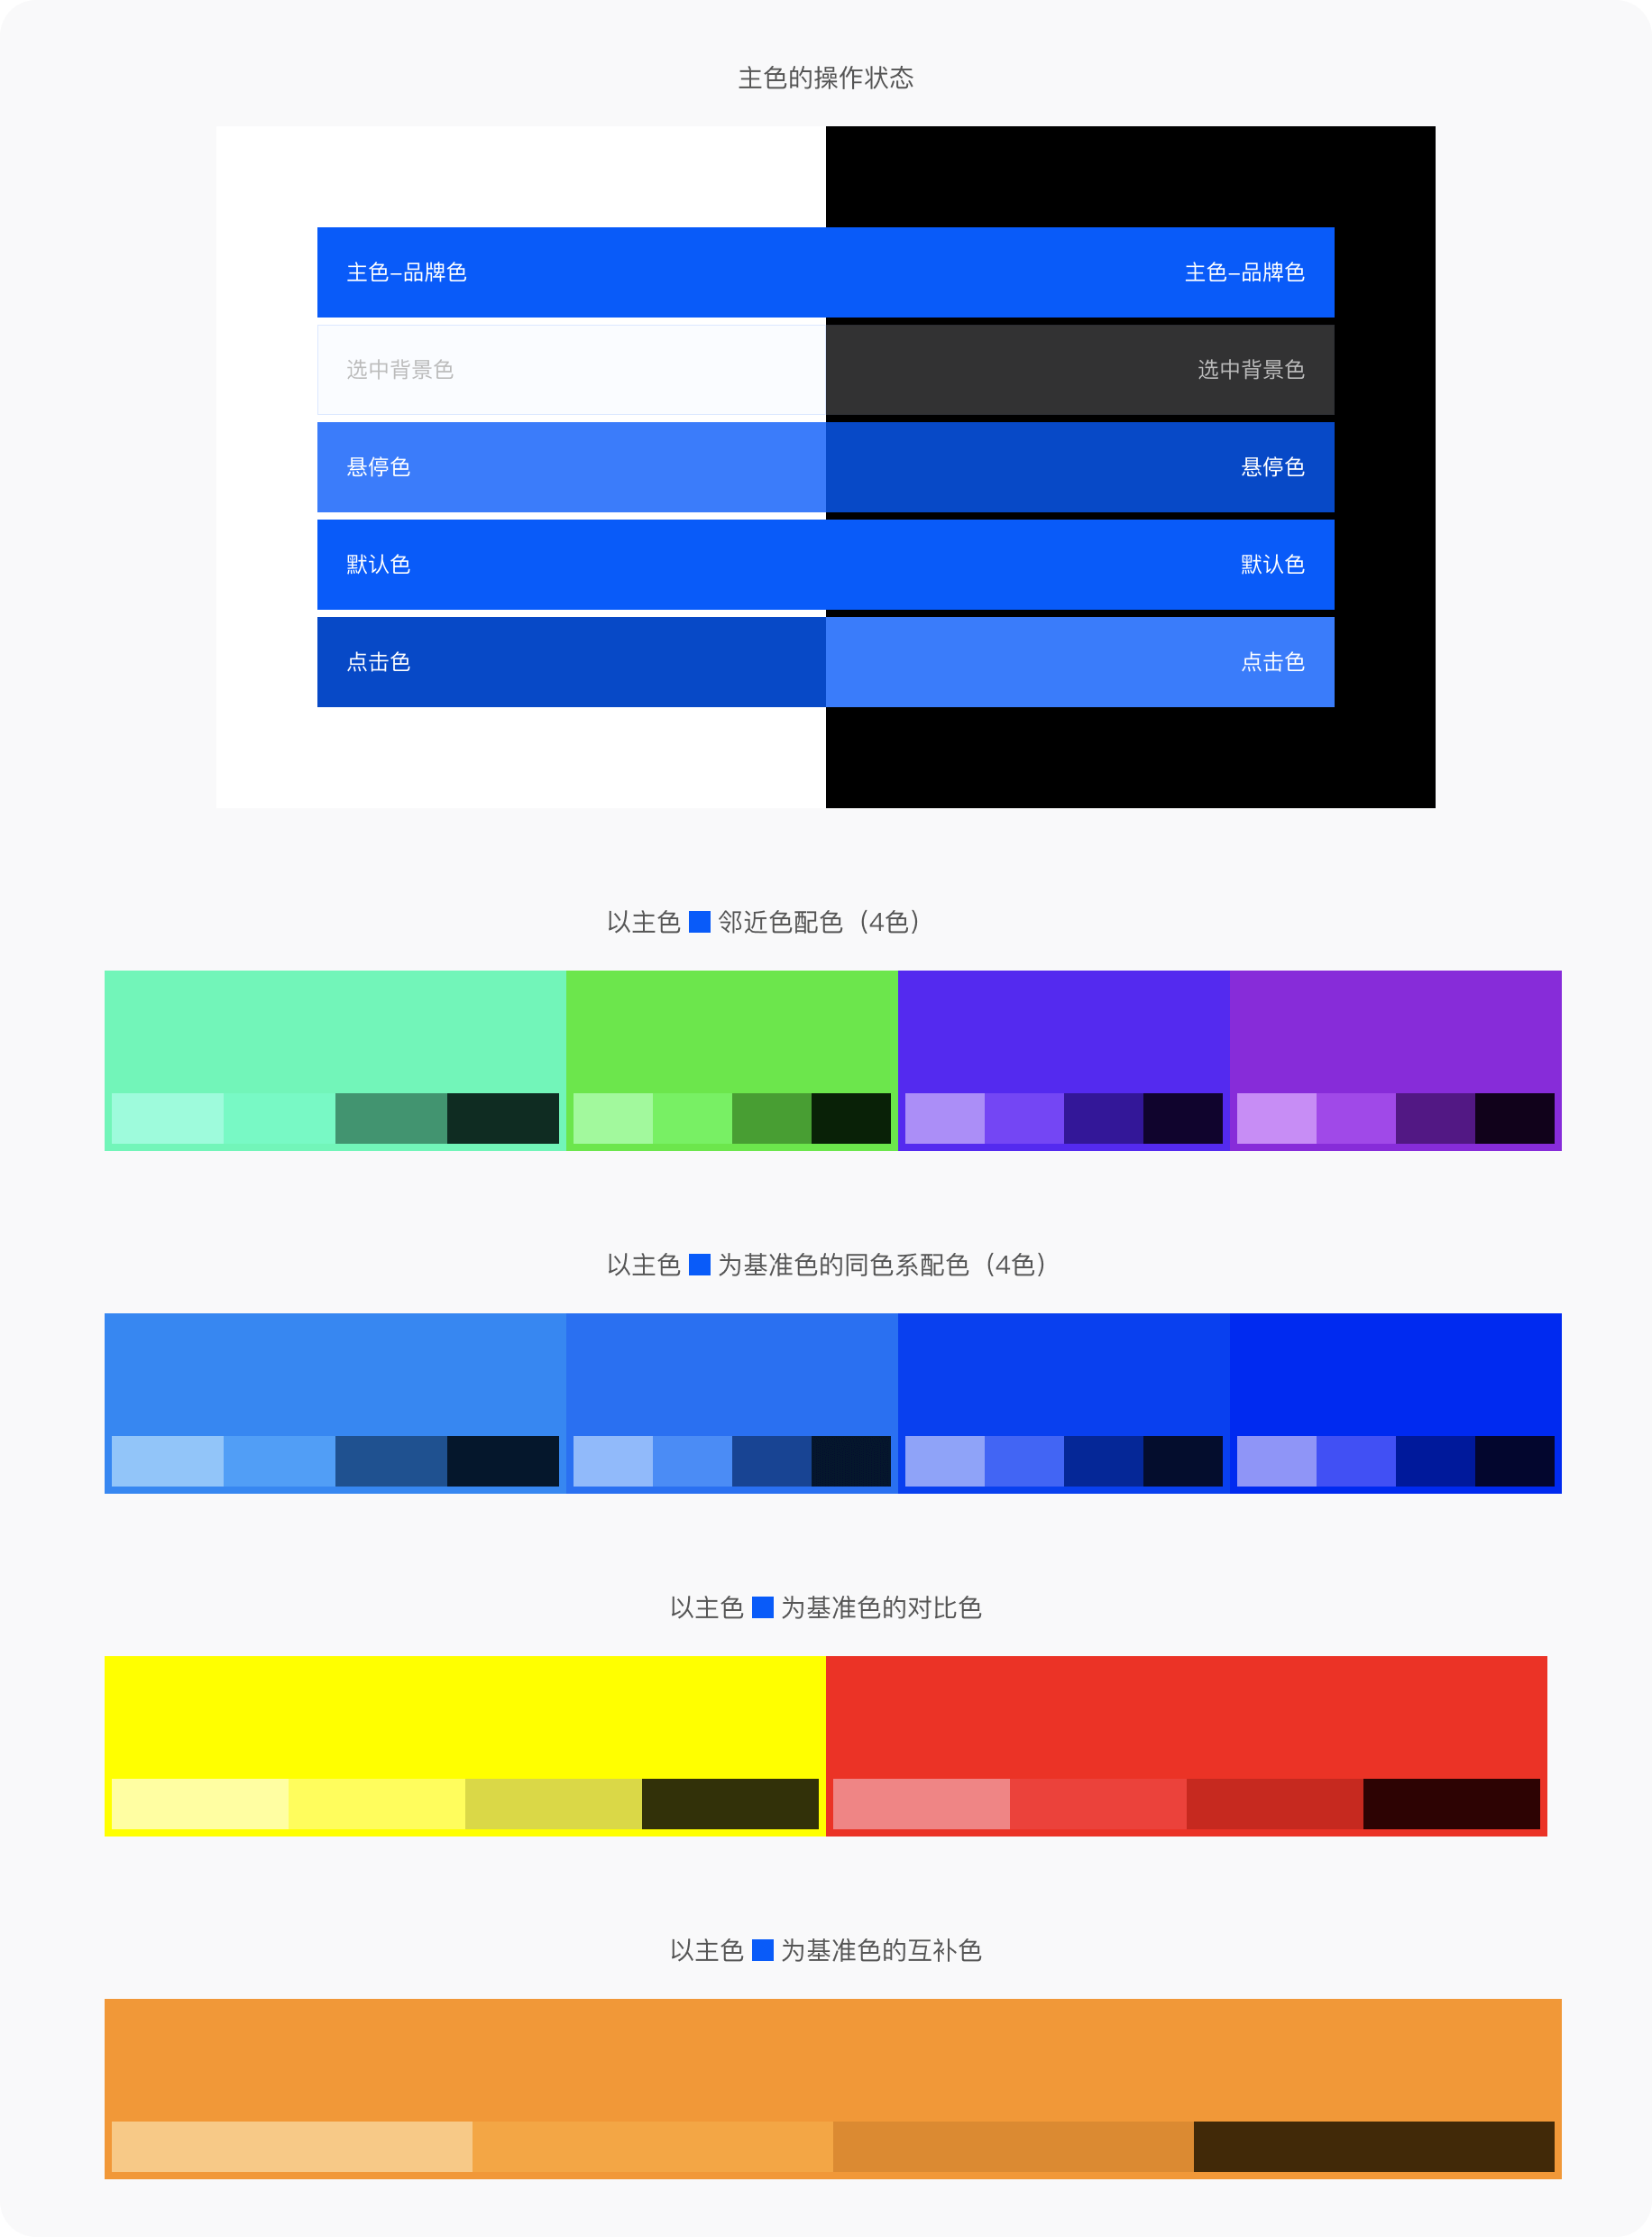 主色的操作状态
主色–品牌色 主色–品牌色
选中背景色 选中背景色
悬停色 悬停色
默认色 默认色
点击色 点击色
以主色 邻近色配色（4色）
以主色 为基准色的同色系配色（4色）
以主色 为基准色的对比色
以主色 为基准色的互补色